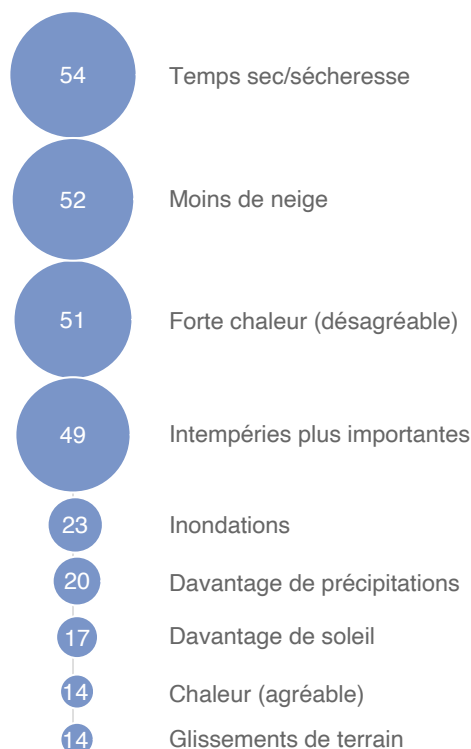 54 Temps sec/sécheresse
52 Moins de neige
51 Forte chaleur (désagréable)
49 Intempéries plus importantes
23 Inondations
20 Davantage de précipitations
17 Davantage de soleil
14 Chaleur (agréable)
14 Glissements de terrain